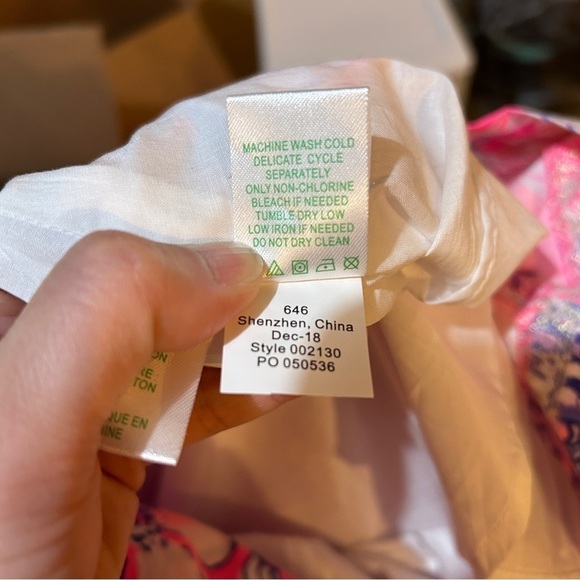 MACHINE WASH COLD
DELICATE CYCLE
SEPARATELY
ONLY NON-CHLORINE
BLEACH IF NEEDED
TUMBLE DRY LOW
LOW IRON IF NEEDED
DO NOT DRY CLEAN
646
Shenzhen, China
Dec-18
Style 002130
PO 050536
EN